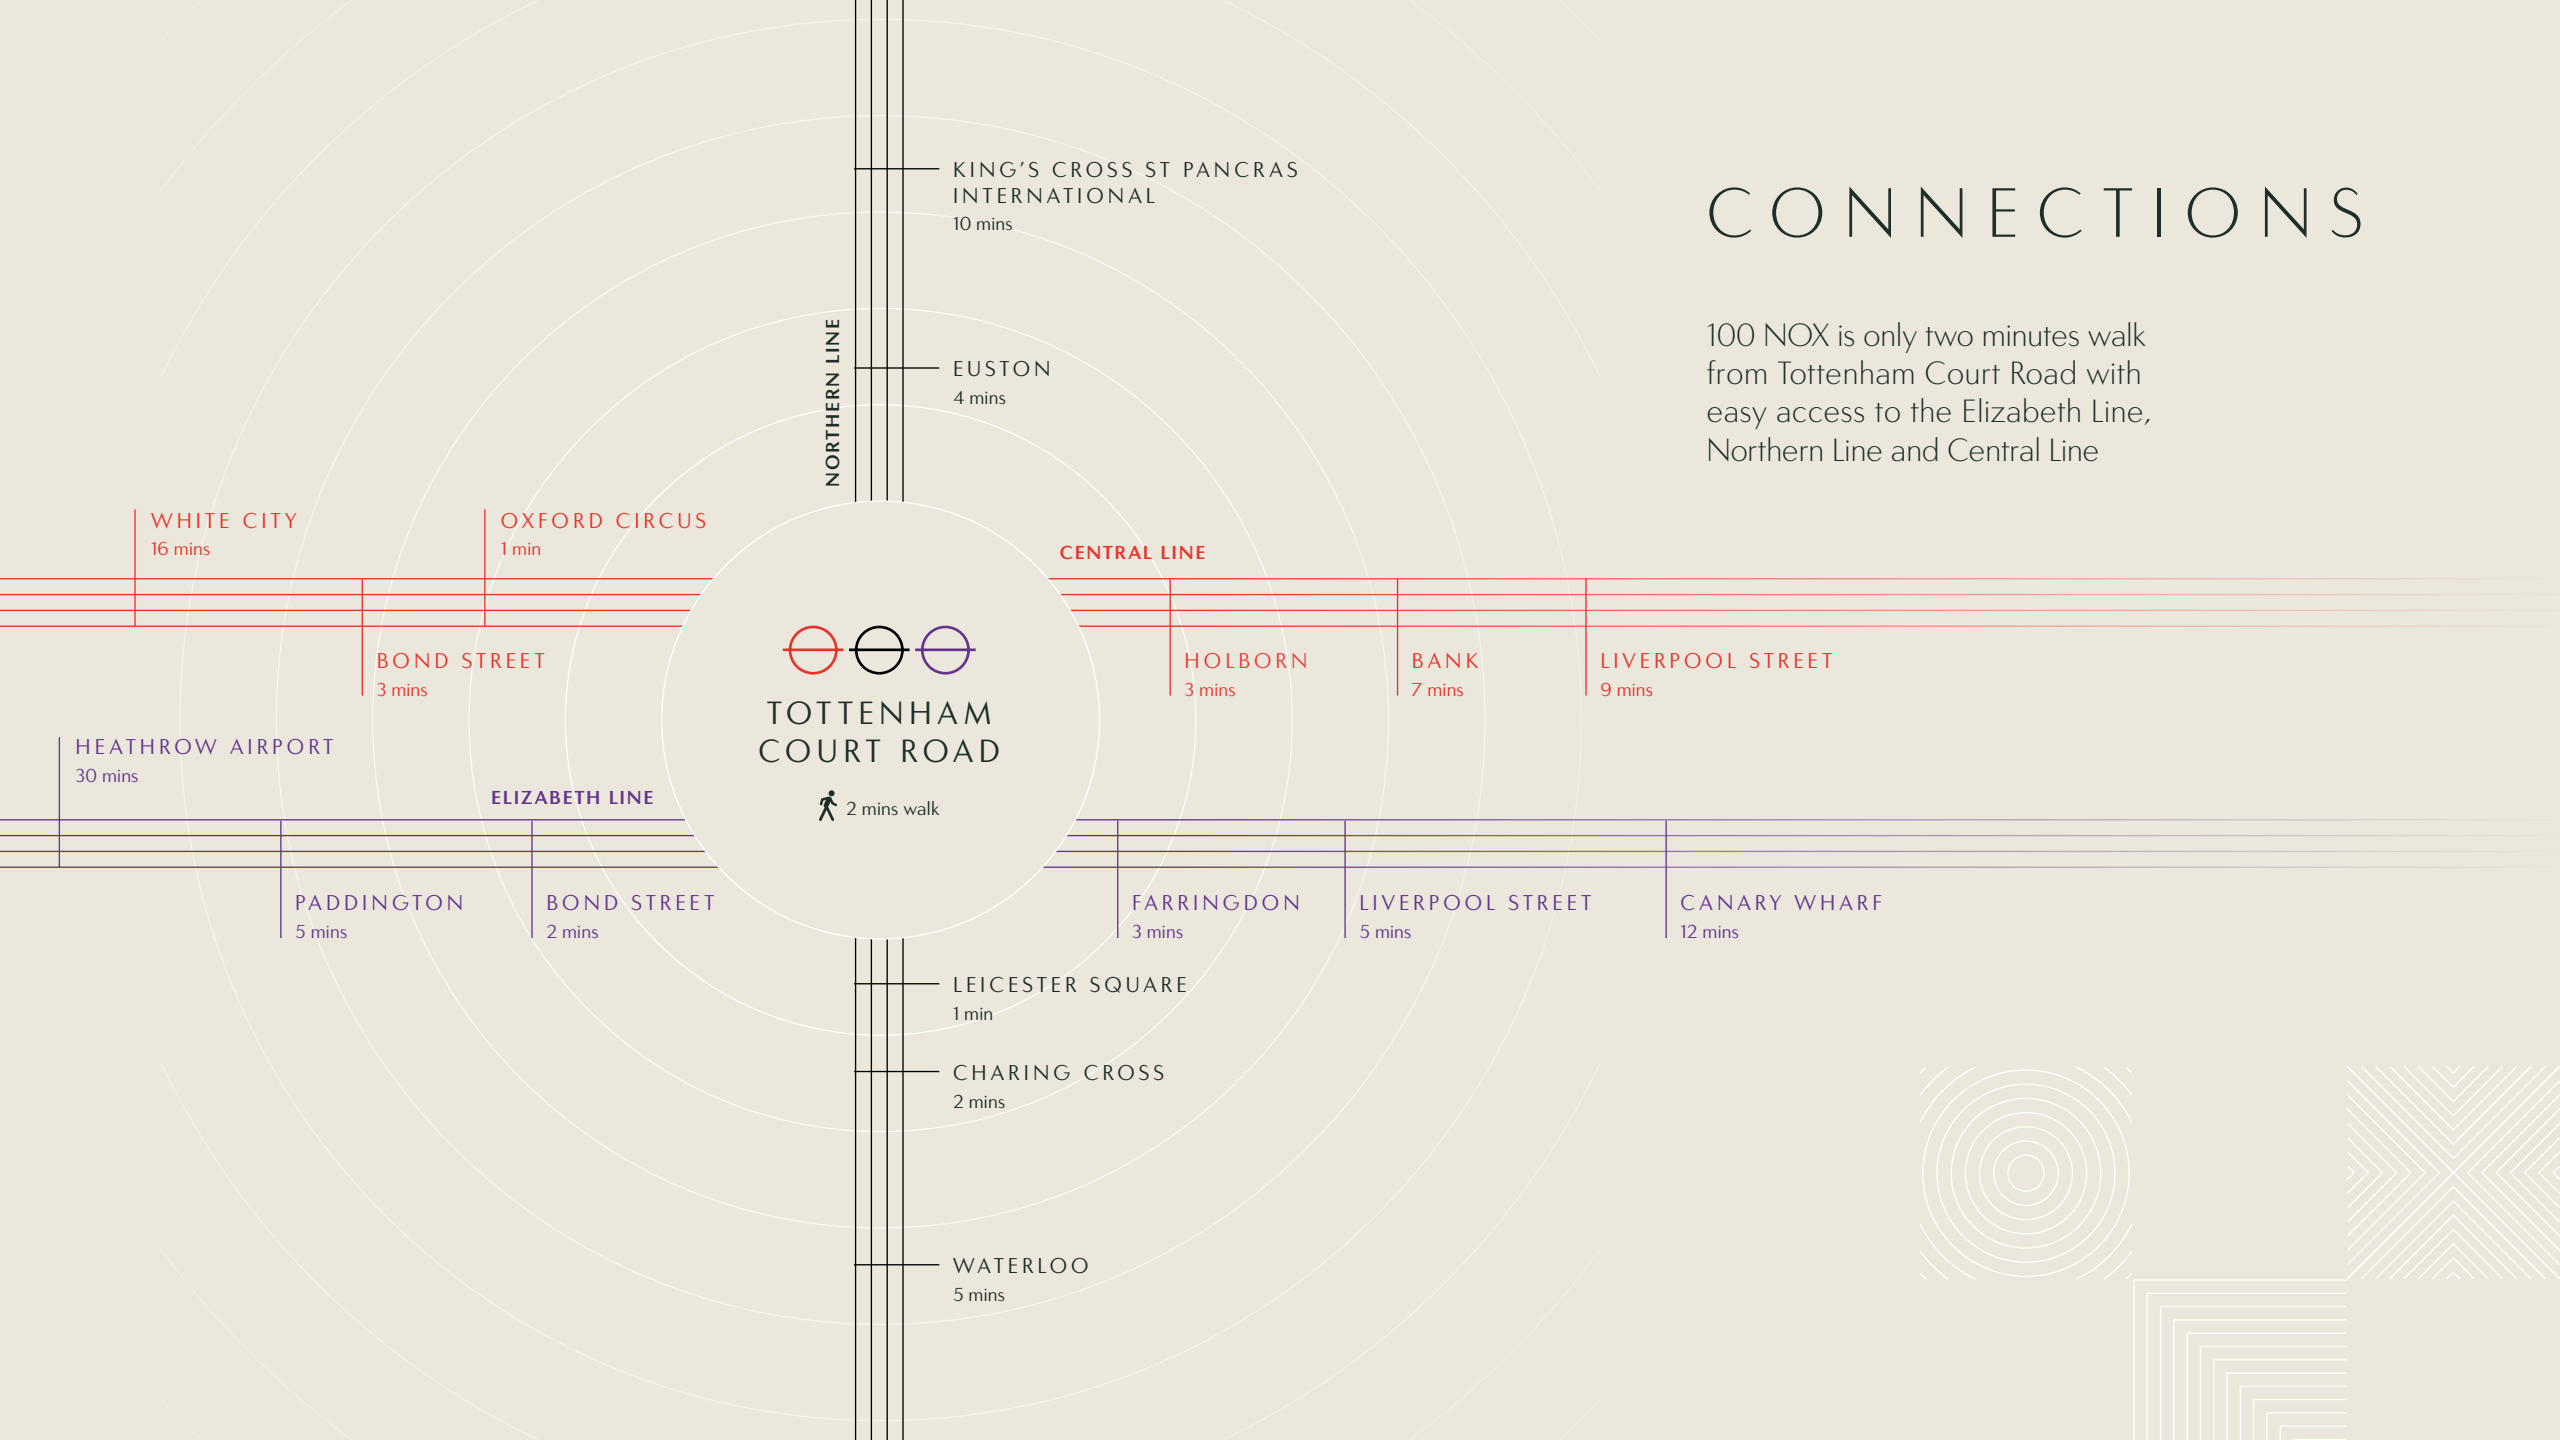 CONNECTIONS
100 NOX is only two minutes walk
from Tottenham Court Road with
easy access to the Elizabeth Line,
Northern Line and Central Line
KING’S CROSS ST PANCRAS
INTERNATIONAL
10 mins
NORTHERN LINE
EUSTON
4 mins
WHITE CITY
16 mins
OXFORD CIRCUS
1 min
BOND STREET
3 mins
CENTRAL LINE
HOLBORN
3 mins
BANK
7 mins
LIVERPOOL STREET
9 mins
TOTTENHAM
COURT ROAD
2 mins walk
HEATHROW AIRPORT
30 mins
ELIZABETH LINE
PADDINGTON
5 mins
BOND STREET
2 mins
FARRINGDON
3 mins
LIVERPOOL STREET
5 mins
CANARY WHARF
12 mins
LEICESTER SQUARE
1 min
CHARING CROSS
2 mins
WATERLOO
5 mins